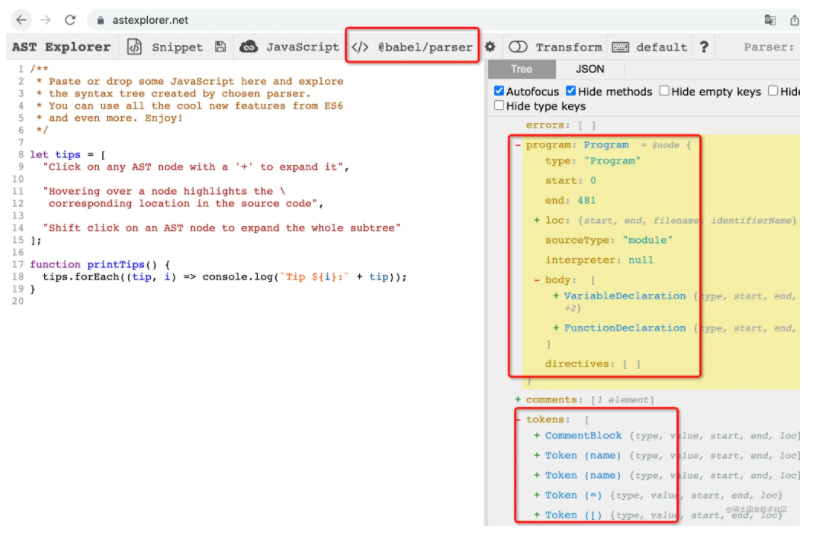 astexplorer.net
AST Explorer Snippet JavaScript </> @babel/parser Transform default ? Parser:
Tree JSON
Autofocus Hide methods Hide empty keys Hide
Hide type keys
1 /**
2 * Paste or drop some JavaScript here and explore
3 * the syntax tree created by chosen parser.
4 * You can use all the cool new features from ES6
5 * and even more. Enjoy!
6 */
7
8 let tips = [
9 "Click on any AST node with a '+' to expand it",
10
11 "Hovering over a node highlights the \
12 corresponding location in the source code",
13
14 "Shift click on an AST node to expand the whole subtree"
15 ];
16
17 function printTips() {
18 tips.forEach((tip, i) => console.log(`Tip ${i}:` + tip));
19 }
20
errors: [ ]
- program: Program = $node {
type: "Program"
start: 0
end: 481
+ loc: {start, end, filename, identifierName}
sourceType: "module"
interpreter: null
- body: [
+ VariableDeclaration {type, start, end,
+2}
+ FunctionDeclaration {type, start, end,
]
directives: [ ]
}
+ comments: [1 element]
- tokens: [
+ CommentBlock {type, value, start, end, loc}
+ Token (name) {type, value, start, end, loc}
+ Token (name) {type, value, start, end, loc}
+ Token (=) {type, value, start, end, loc}
+ Token ([) {type, value, start, end, loc}
@稀土掘金技术社区